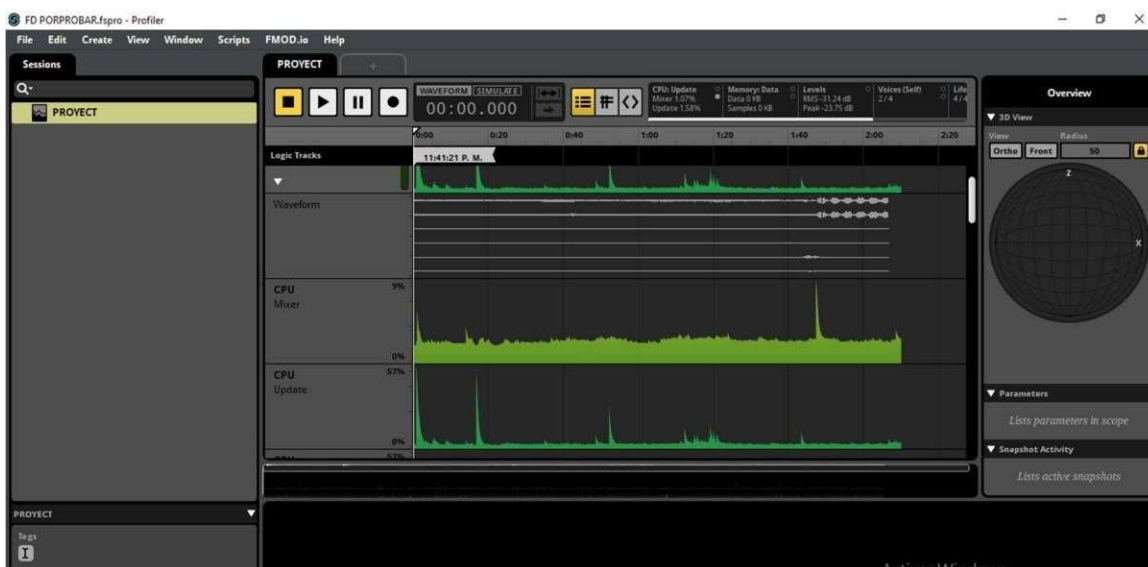 FD PORPROBAR.fspro - Profiler
File Edit Create View Window Scripts FMOD.io Help
Sessions
PROYECT
+
PROYECT
WAVEFORM SIMULATE
00:00.000
CPU: Update
Mixer 1.07%
Update 1.58%
Memory: Data
Data 0 KB
Samples 0 KB
Levels
RMS -31.24 dB
Peak -23.75 dB
Voices (Self)
2 / 4
Life
4 / 4
0:00 0:20 0:40 1:00 1:20 1:40 2:00 2:20
Logic Tracks
11:41:21 P. M.
Waveform
CPU 9%
Mixer
0%
CPU 57%
Update
0%
57%
Overview
3D View
View Radius
Ortho Front 50
Z
X
Parameters
Lists parameters in scope
Snapshot Activity
Lists active snapshots
PROYECT
Tags